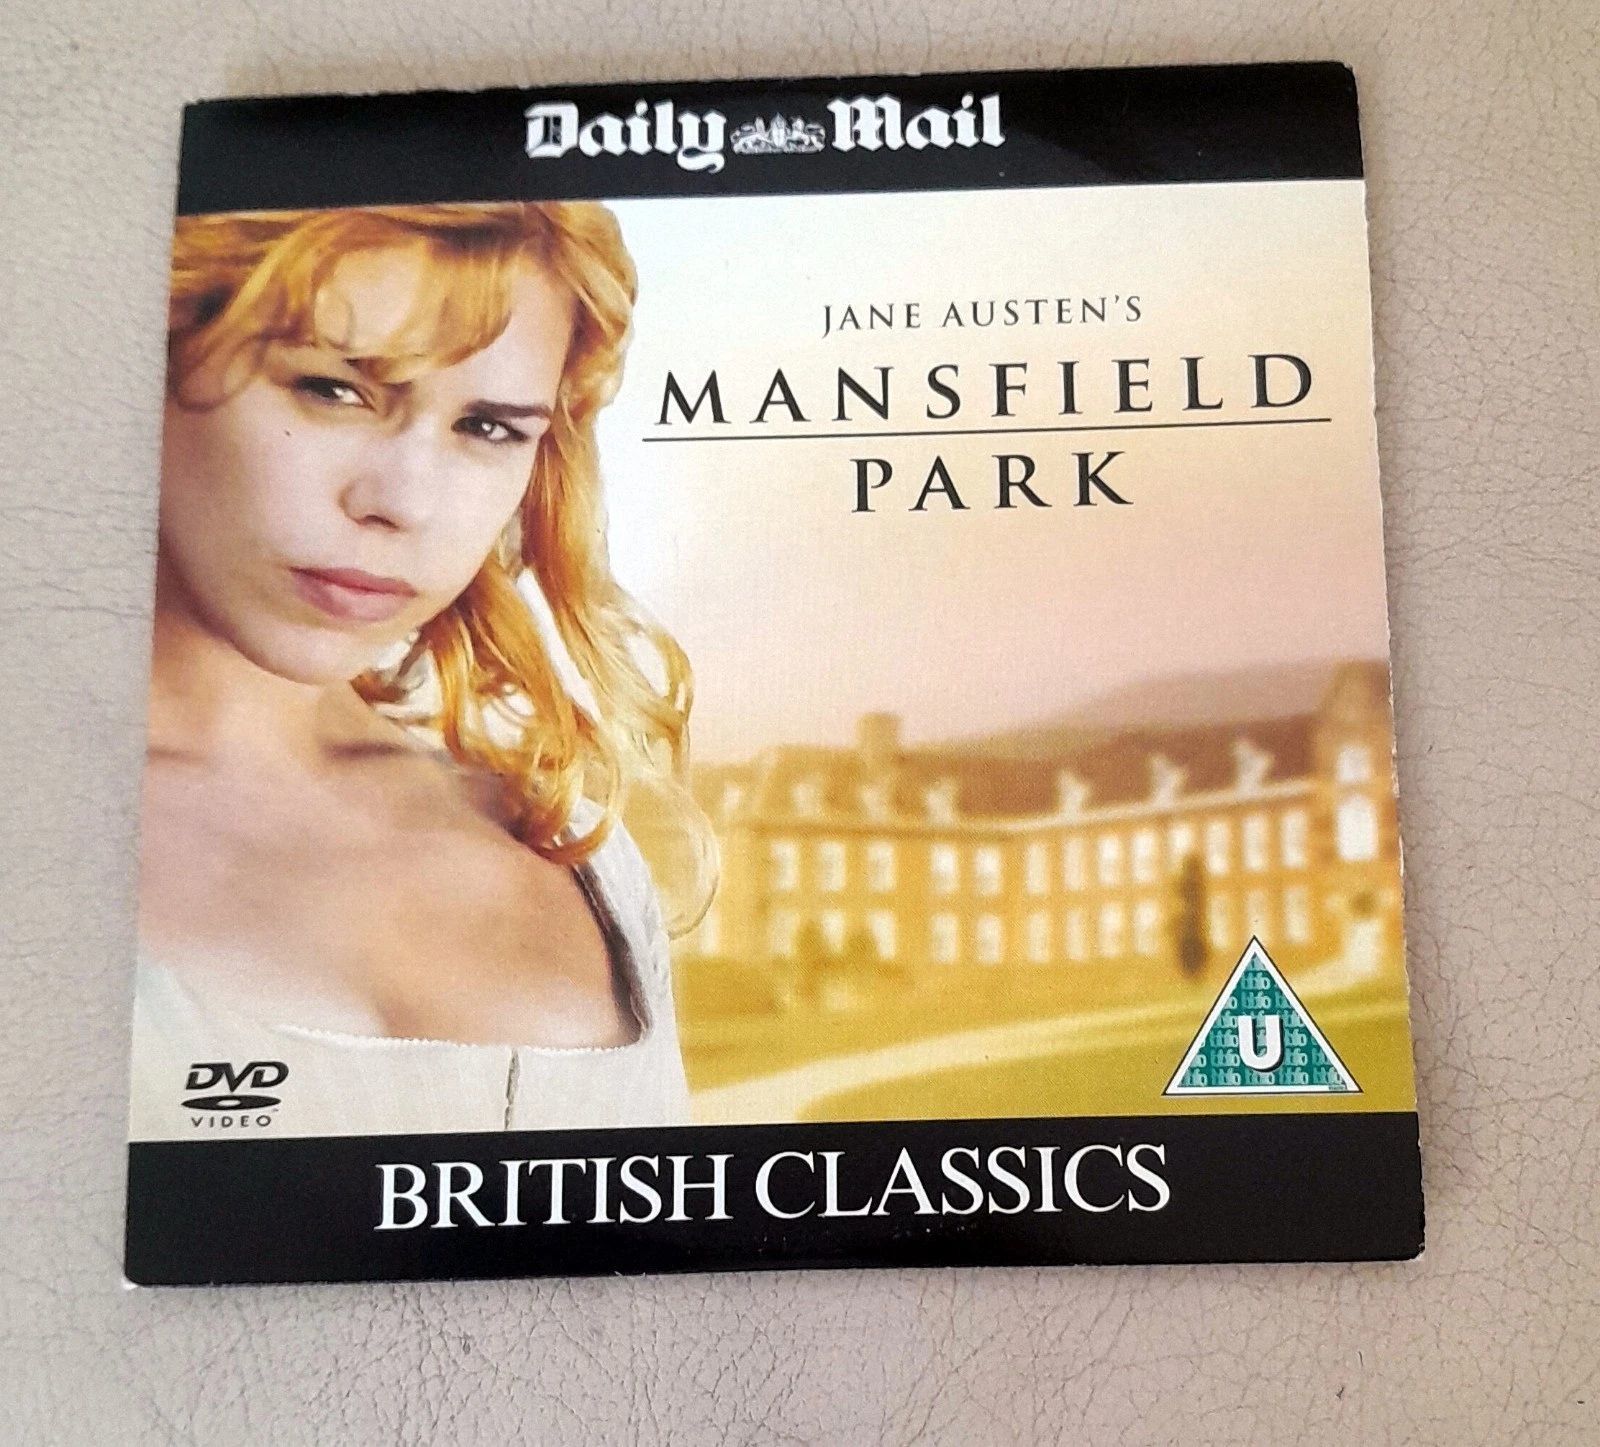 Daily Mail
JANE AUSTEN'S
MANSFIELD
PARK
U
DVD
VIDEO
BRITISH CLASSICS